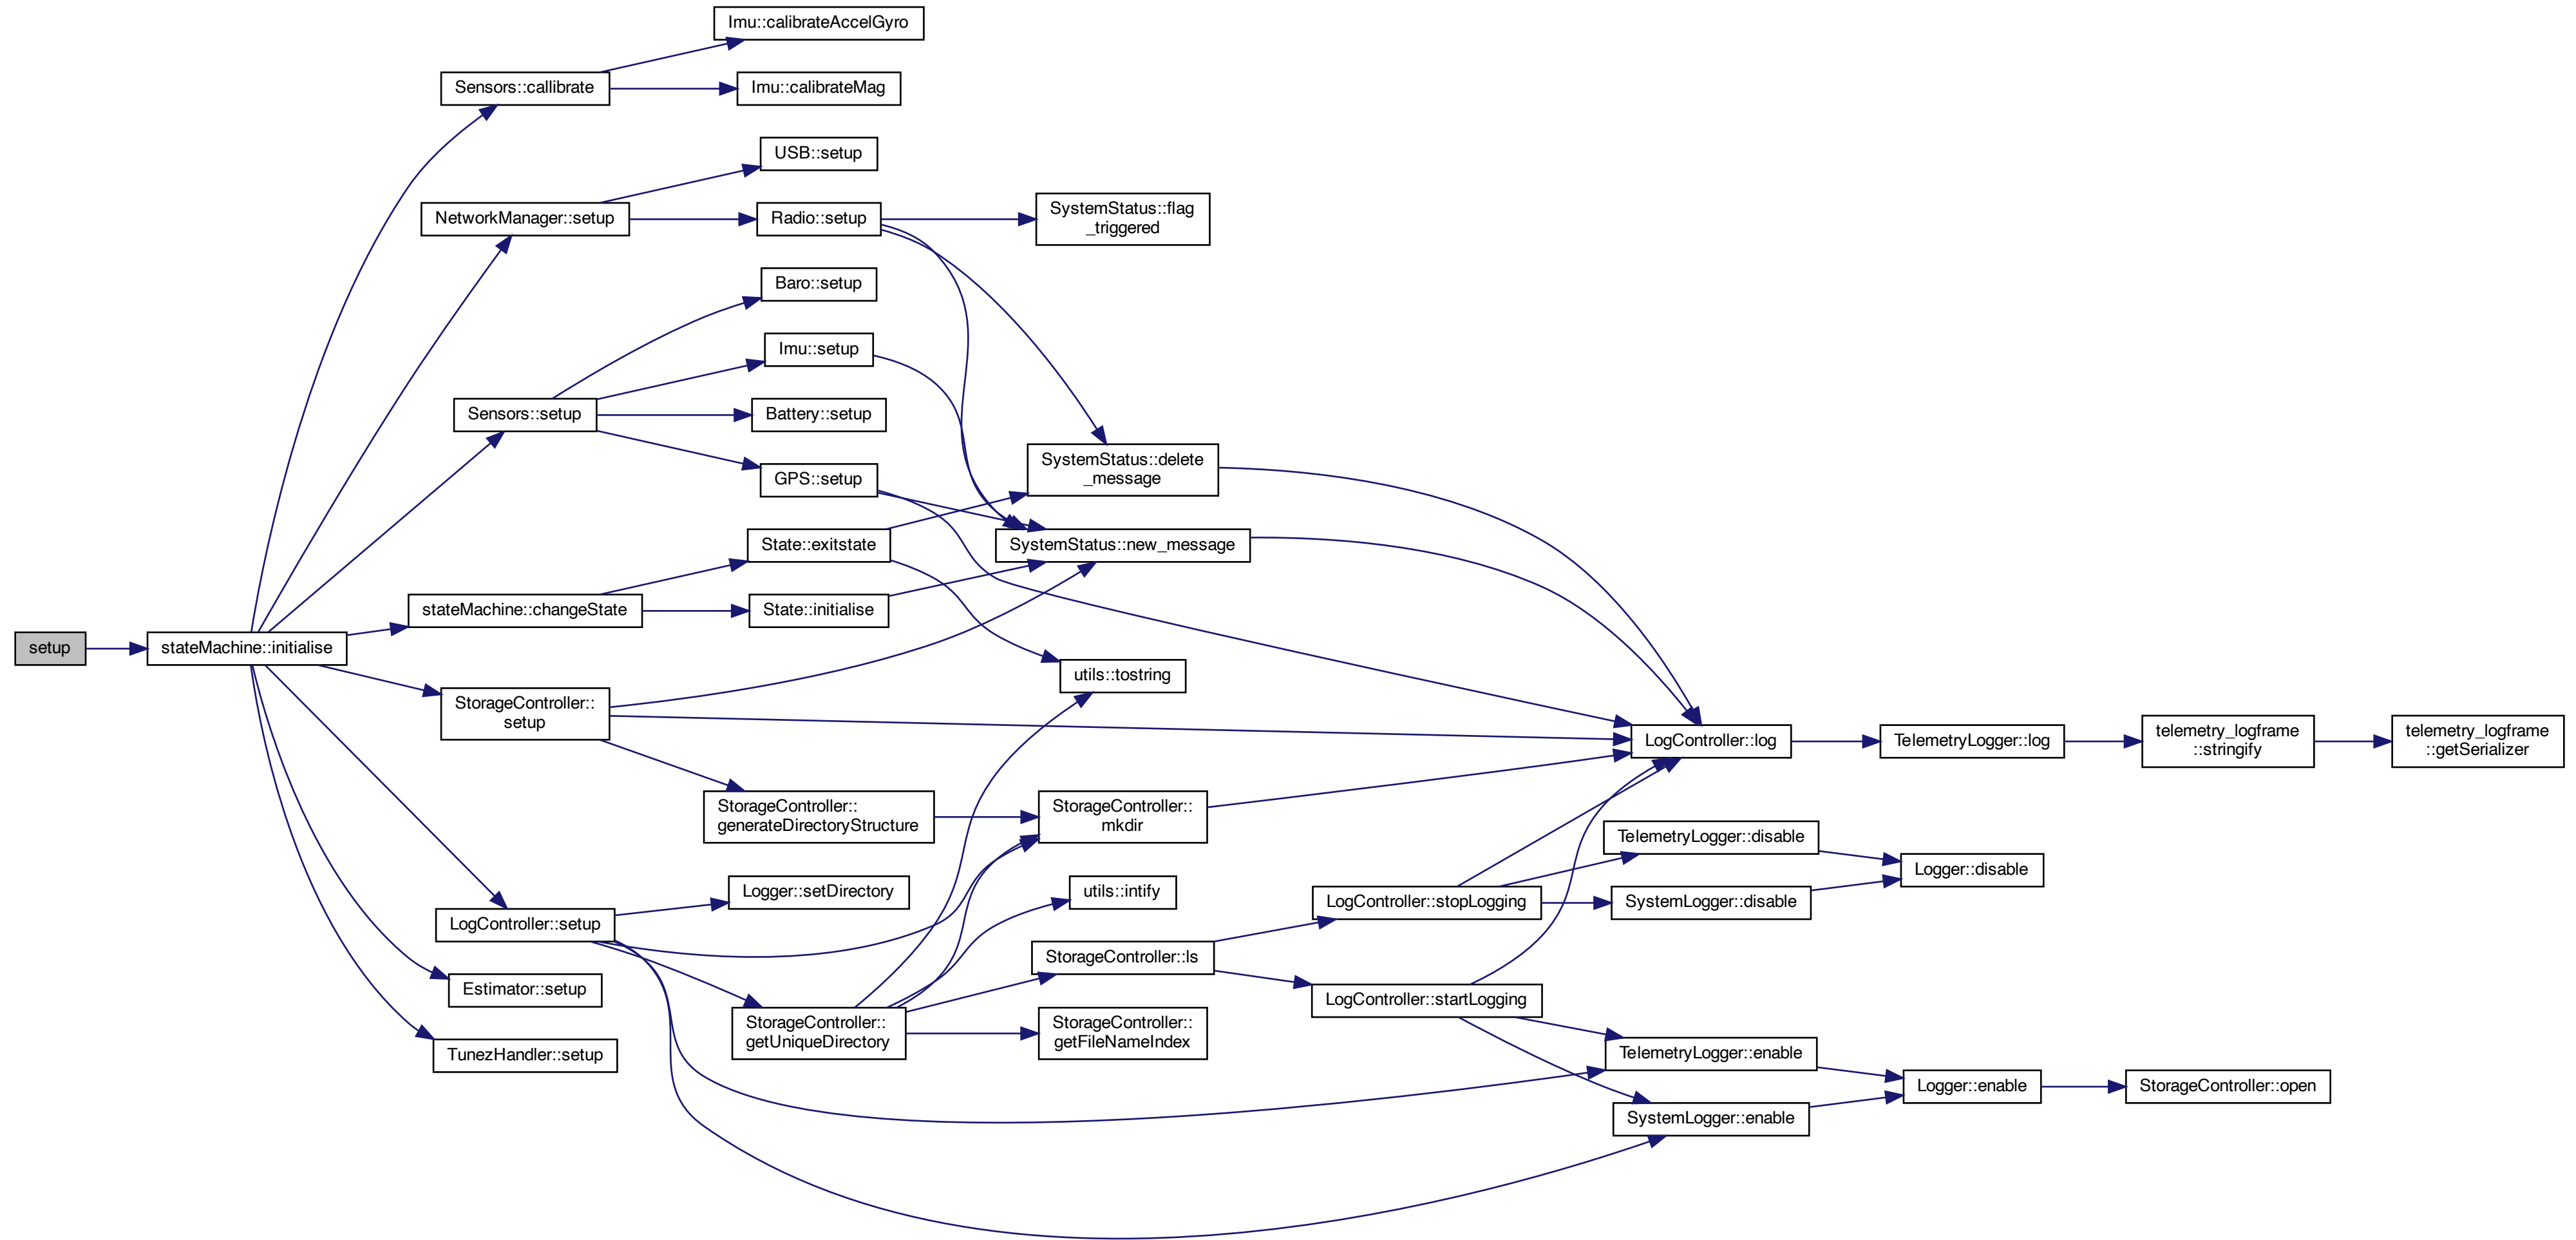 Imu::calibrateAccelGyro
Sensors::callibrate
Imu::calibrateMag
USB::setup
NetworkManager::setup
Radio::setup
SystemStatus::flag
_triggered
Baro::setup
Imu::setup
Sensors::setup
Battery::setup
GPS::setup
SystemStatus::delete
_message
State::exitstate
SystemStatus::new_message
stateMachine::changeState
State::initialise
setup
stateMachine::initialise
utils::tostring
StorageController::
setup
LogController::log
TelemetryLogger::log
telemetry_logframe
::stringify
telemetry_logframe
::getSerializer
StorageController::
generateDirectoryStructure
StorageController::
mkdir
TelemetryLogger::disable
Logger::disable
Logger::setDirectory
utils::intify
LogController::stopLogging
SystemLogger::disable
LogController::setup
StorageController::ls
Estimator::setup
LogController::startLogging
StorageController::
getUniqueDirectory
StorageController::
getFileNameIndex
TunezHandler::setup
TelemetryLogger::enable
Logger::enable
StorageController::open
SystemLogger::enable